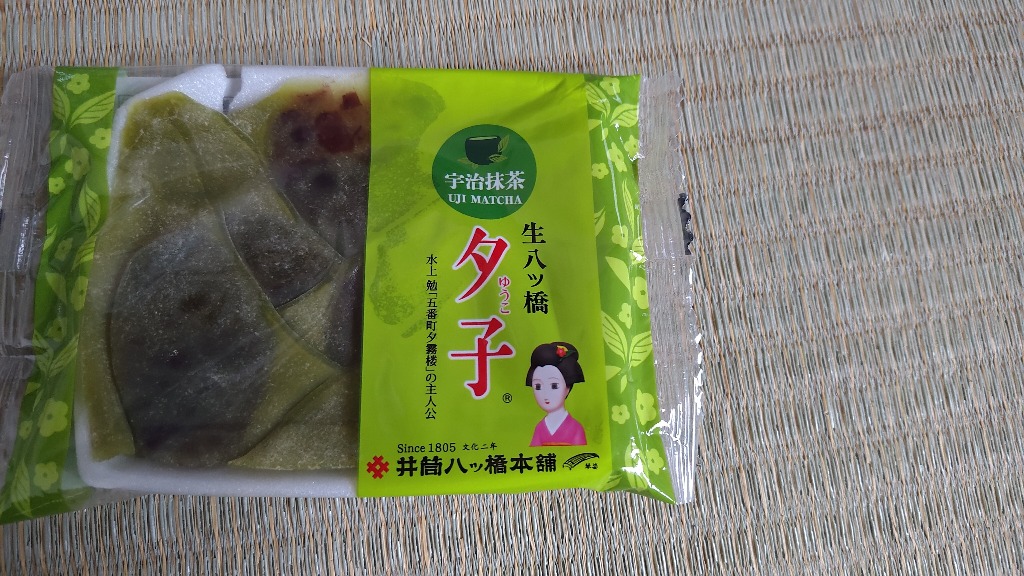 宇治抹茶
UJI MATCHA
生八ッ橋
夕子
ゆうこ
®
水上 勉「五番町夕霧楼」の主人公
Since 1805 文化二年
井筒八ッ橋本舗